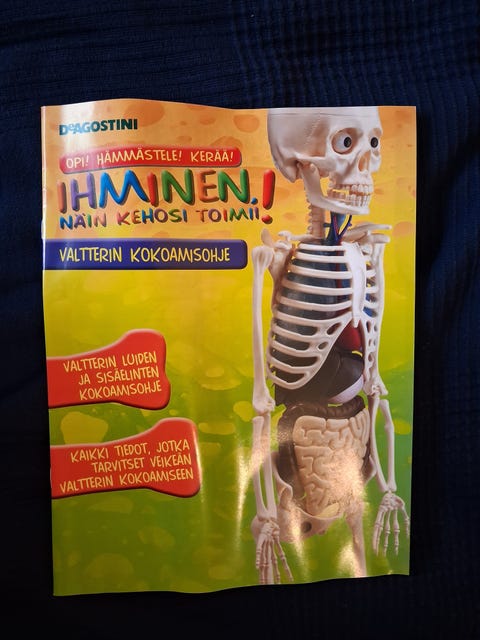 DeAGOSTINI
OPI! HÄMMÄSTELE! KERÄÄ!
IHMINEN,
NÄIN KEHOSI TOIMII!
VALTTERIN KOKOAMISOHJE
VALTTERIN LUIDEN
JA SISÄELINTEN
KOKOAMISOHJE
KAIKKI TIEDOT, JOTKA
TARVITSET VEIKEÄN
VALTTERIN KOKOAMISEEN